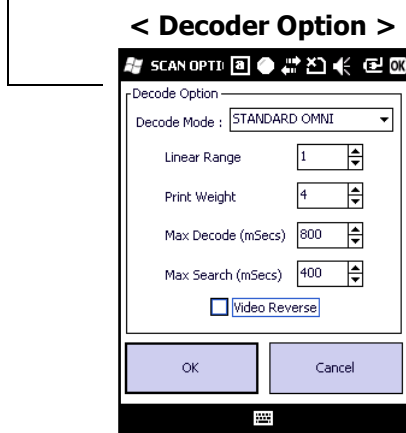 < Decoder Option >
SCAN OPTI a OK
Decode Option
Decode Mode : STANDARD OMNI
Linear Range 1
Print Weight 4
Max Decode (mSecs) 800
Max Search (mSecs) 400
Video Reverse
OK Cancel